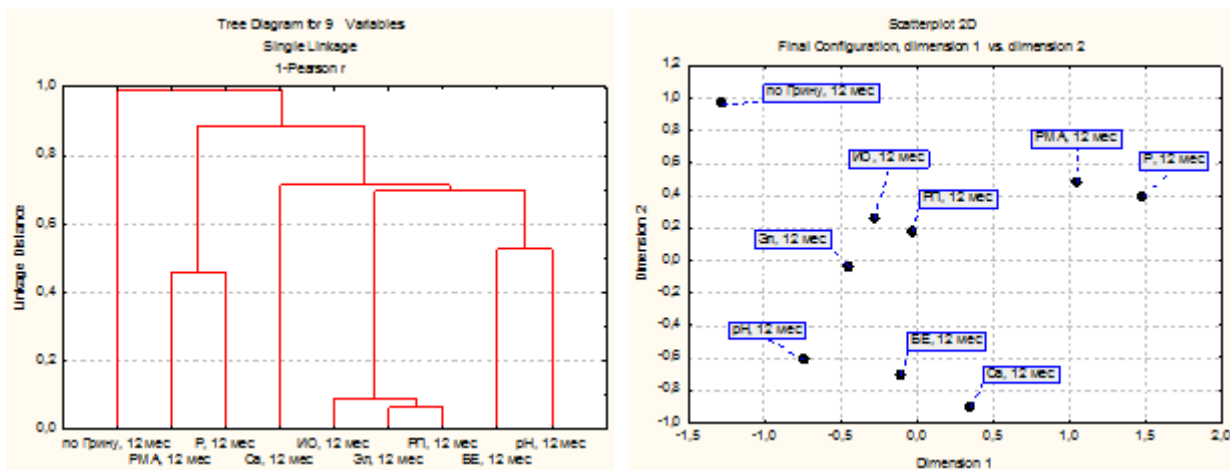 Tree Diagram for 9 Variables
Single Linkage
1-Pearson r
1,0
0,8
0,6
0,4
0,2
0,0
Linkage Distance
по Грину, 12 мес
Р, 12 мес
ИО, 12 мес
РП, 12 мес
рН, 12 мес
РМА, 12 мес
Са, 12 мес
Эл, 12 мес
БЕ, 12 мес
Scatterplot 2D
Final Configuration, dimension 1 vs. dimension 2
1,2
1,0
0,8
0,6
0,4
0,2
0,0
-0,2
-0,4
-0,6
-0,8
-1,0
Dimension 2
по Грину, 12 мес
РМА, 12 мес
ИО, 12 мес
Р, 12 мес
РП, 12 мес
Эл, 12 мес
рН, 12 мес
БЕ, 12 мес
Са, 12 мес
-1,5 -1,0 -0,5 0,0 0,5 1,0 1,5 2,0
Dimension 1